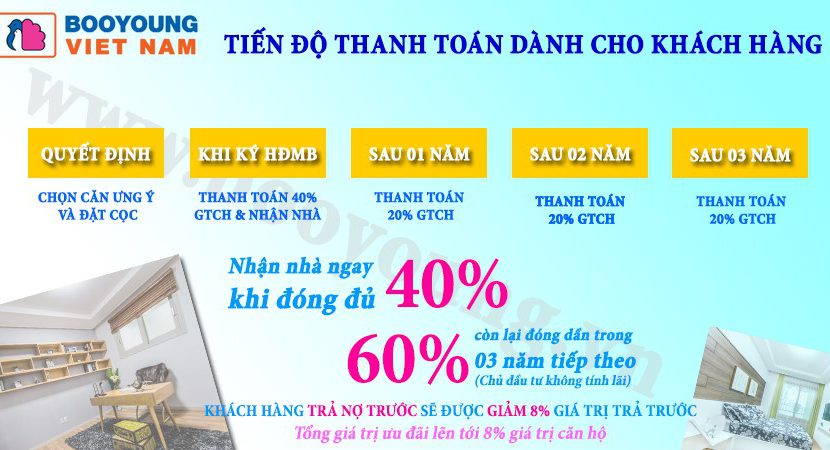 BOOYOUNG
VIET NAM
TIẾN ĐỘ THANH TOÁN DÀNH CHO KHÁCH HÀNG
QUYẾT ĐỊNH
CHỌN CĂN ƯNG Ý
VÀ ĐẶT CỌC
KHI KÝ HĐMB
THANH TOÁN 40%
GTCH & NHẬN NHÀ
SAU 01 NĂM
THANH TOÁN
20% GTCH
SAU 02 NĂM
THANH TOÁN
20% GTCH
SAU 03 NĂM
THANH TOÁN
20% GTCH
Nhận nhà ngay
khi đóng đủ 40%
60% còn lại đóng dần trong
03 năm tiếp theo
(Chủ đầu tư không tính lãi)
KHÁCH HÀNG TRẢ NỢ TRƯỚC SẼ ĐƯỢC GIẢM 8% GIÁ TRỊ TRẢ TRƯỚC
Tổng giá trị ưu đãi lên tới 8% giá trị căn hộ